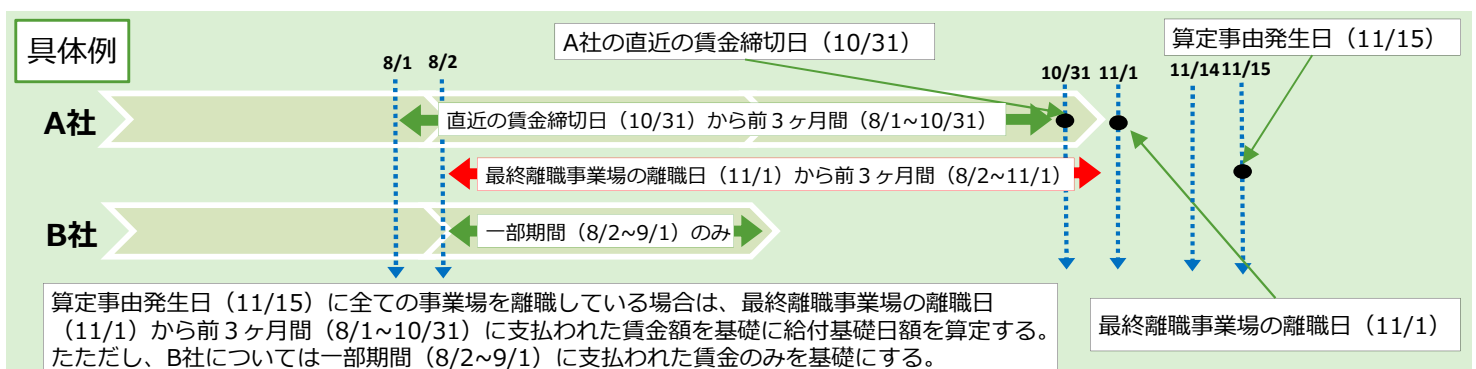 具体例
A社の直近の賃金締切日（10/31）
算定事由発生日（11/15）
8/1 8/2
10/31 11/1 11/14 11/15
A社
直近の賃金締切日（10/31）から前３ヶ月間（8/1~10/31）
最終離職事業場の離職日（11/1）から前３ヶ月間（8/2~11/1）
B社
一部期間（8/2~9/1）のみ
算定事由発生日（11/15）に全ての事業場を離職している場合は、最終離職事業場の離職日
（11/1）から前３ヶ月間（8/1~10/31）に支払われた賃金額を基礎に給付基礎日額を算定する。
たただし、B社については一部期間（8/2~9/1）に支払われた賃金のみを基礎にする。
最終離職事業場の離職日（11/1）